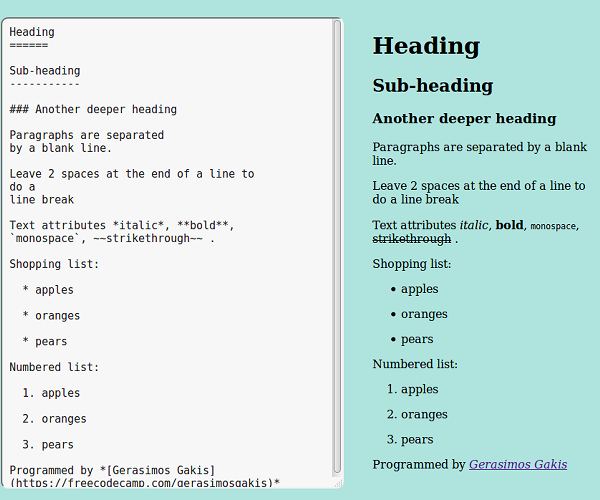 Heading
======
Sub-heading
-----------
### Another deeper heading
Paragraphs are separated
by a blank line.
Leave 2 spaces at the end of a line to
do a
line break
Text attributes *italic*, **bold**,
`monospace`, ~~strikethrough~~ .
Shopping list:
* apples
* oranges
* pears
Numbered list:
1. apples
2. oranges
3. pears
Programmed by *[Gerasimos Gakis]
(https://freecodecamp.com/gerasimosgakis)*
Heading
Sub-heading
Another deeper heading
Paragraphs are separated by a blank
line.
Leave 2 spaces at the end of a line to
do a line break
Text attributes italic, bold, monospace,
strikethrough .
Shopping list:
• apples
• oranges
• pears
Numbered list:
1. apples
2. oranges
3. pears
Programmed by Gerasimos Gakis